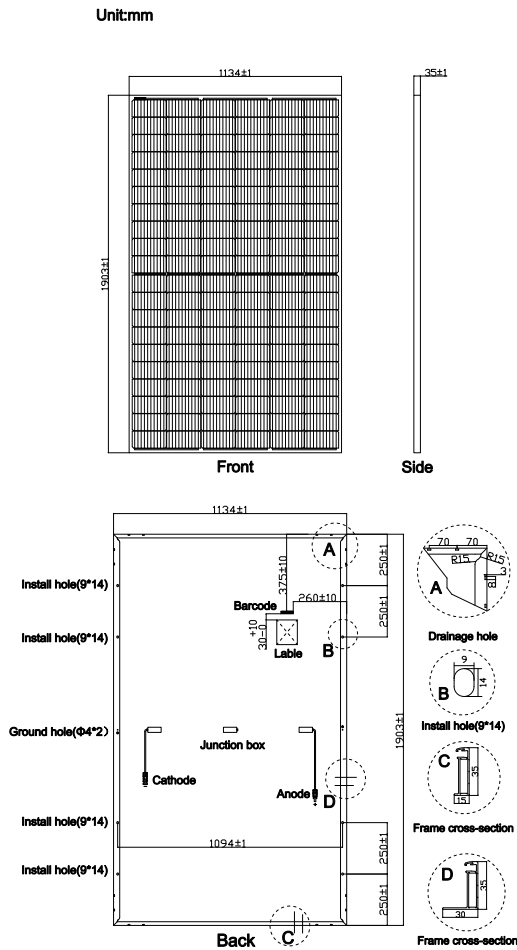 Unit:mm
1134±1
35±1
1903±1
Front
Side
1134±1
A
375±10
250±1
70 70
R15
R15
3
8
A
Install hole(9*14)
260±10
Barcode
250±1
Drainage hole
+10
30-0
Install hole(9*14)
B
Lable
9
14
B
Install hole(9*14)
Ground hole(Φ4*2)
Junction box
1903±1
Cathode
Anode
D
C
35
15
Frame cross-section
Install hole(9*14)
1094±1
250±1
Install hole(9*14)
D
35
30
250±1
Back
C
Frame cross-section